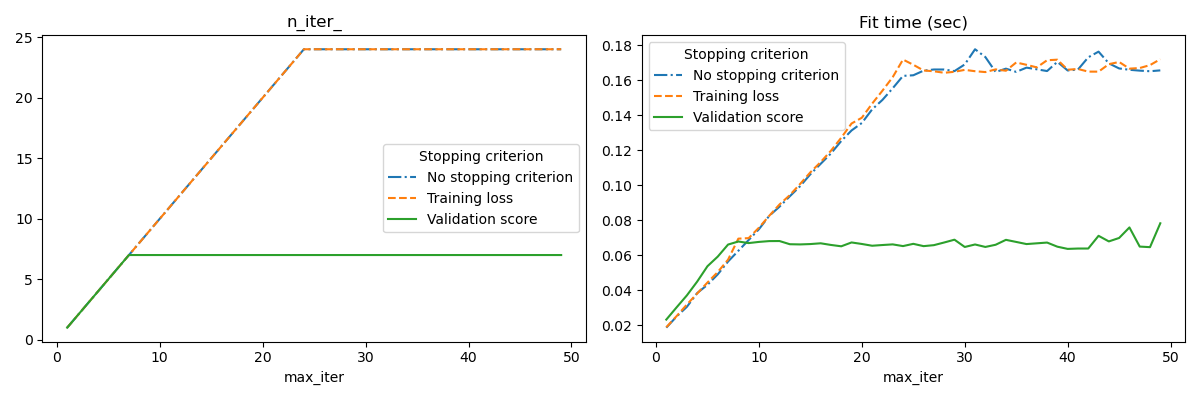 n_iter_
25
20
15
10
5
0
Stopping criterion
No stopping criterion
Training loss
Validation score
0 10 20 30 40 50
max_iter
Fit time (sec)
0.18
0.16
0.14
0.12
0.10
0.08
0.06
0.04
0.02
Stopping criterion
No stopping criterion
Training loss
Validation score
0 10 20 30 40 50
max_iter